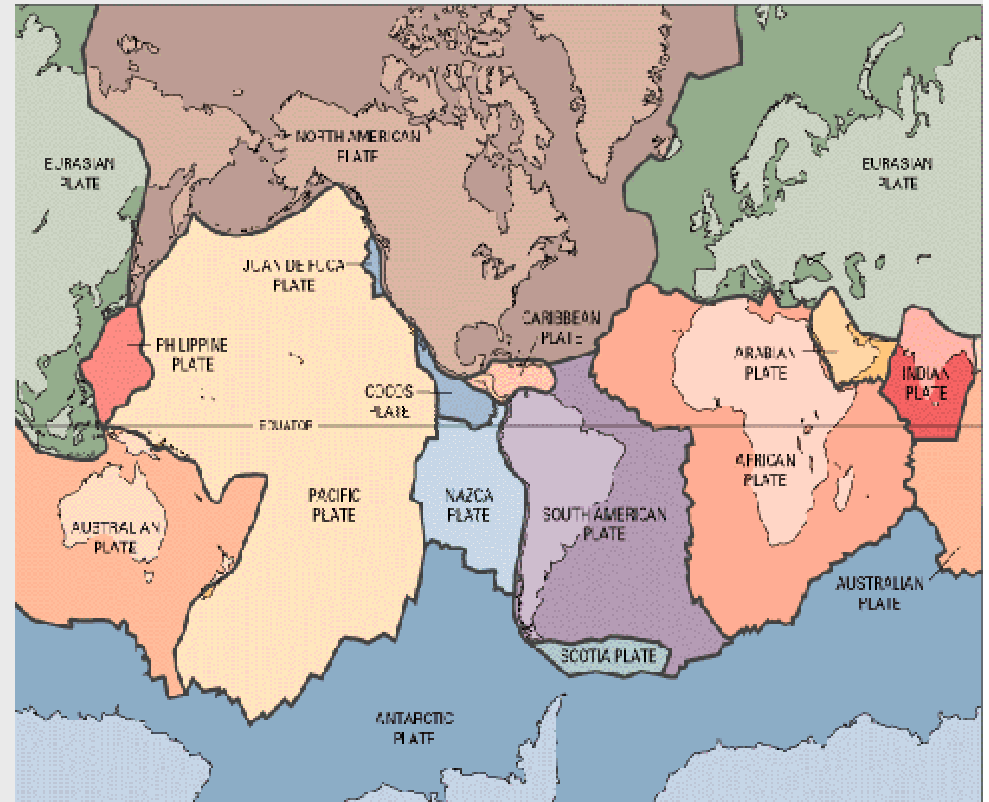 NORTH AMERICAN
PLATE
EURASIAN
PLATE
EURASIAN
PLATE
JUAN DE FUCA
PLATE
CARIBBEAN
PLATE
PHILIPPINE
PLATE
ARABIAN
PLATE
INDIAN
PLATE
COCOS
PLATE
EQUATOR
AFRICAN
PLATE
PACIFIC
PLATE
NAZCA
PLATE
SOUTH AMERICAN
PLATE
AUSTRALIAN
PLATE
AUSTRALIAN
PLATE
SCOTIA PLATE
ANTARCTIC
PLATE